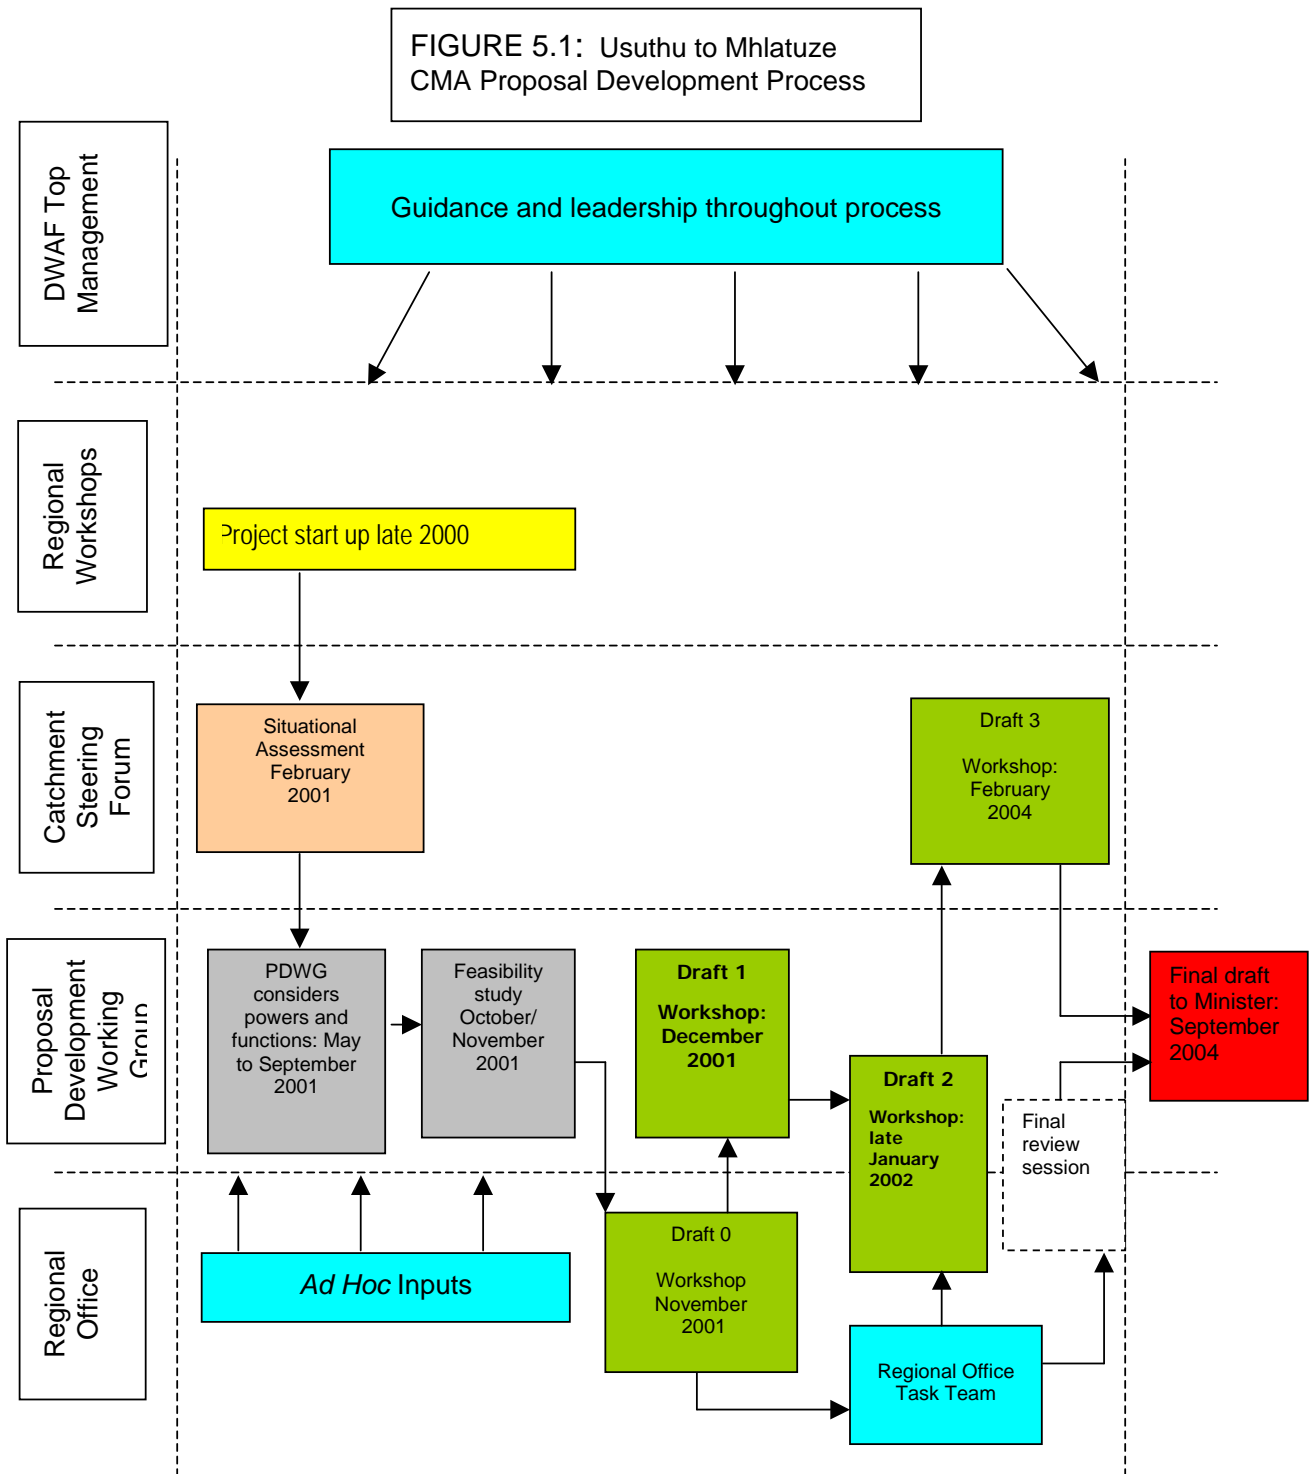 FIGURE 5.1: Usuthu to Mhlatuze
CMA Proposal Development Process
DWAF Top
Management
Guidance and leadership throughout process
Regional
Workshops
Project start up late 2000
Catchment
Steering
Forum
Situational
Assessment
February
2001
Draft 3
Workshop:
February
2004
Proposal
Development
Working
Group
PDWG
considers
powers and
functions: May
to September
2001
Feasibility
study
October/
November
2001
Draft 1
Workshop:
December
2001
Draft 2
Workshop:
late
January
2002
Final
review
session
Final draft
to Minister:
September
2004
Regional
Office
Ad Hoc Inputs
Draft 0
Workshop
November
2001
Regional Office
Task Team